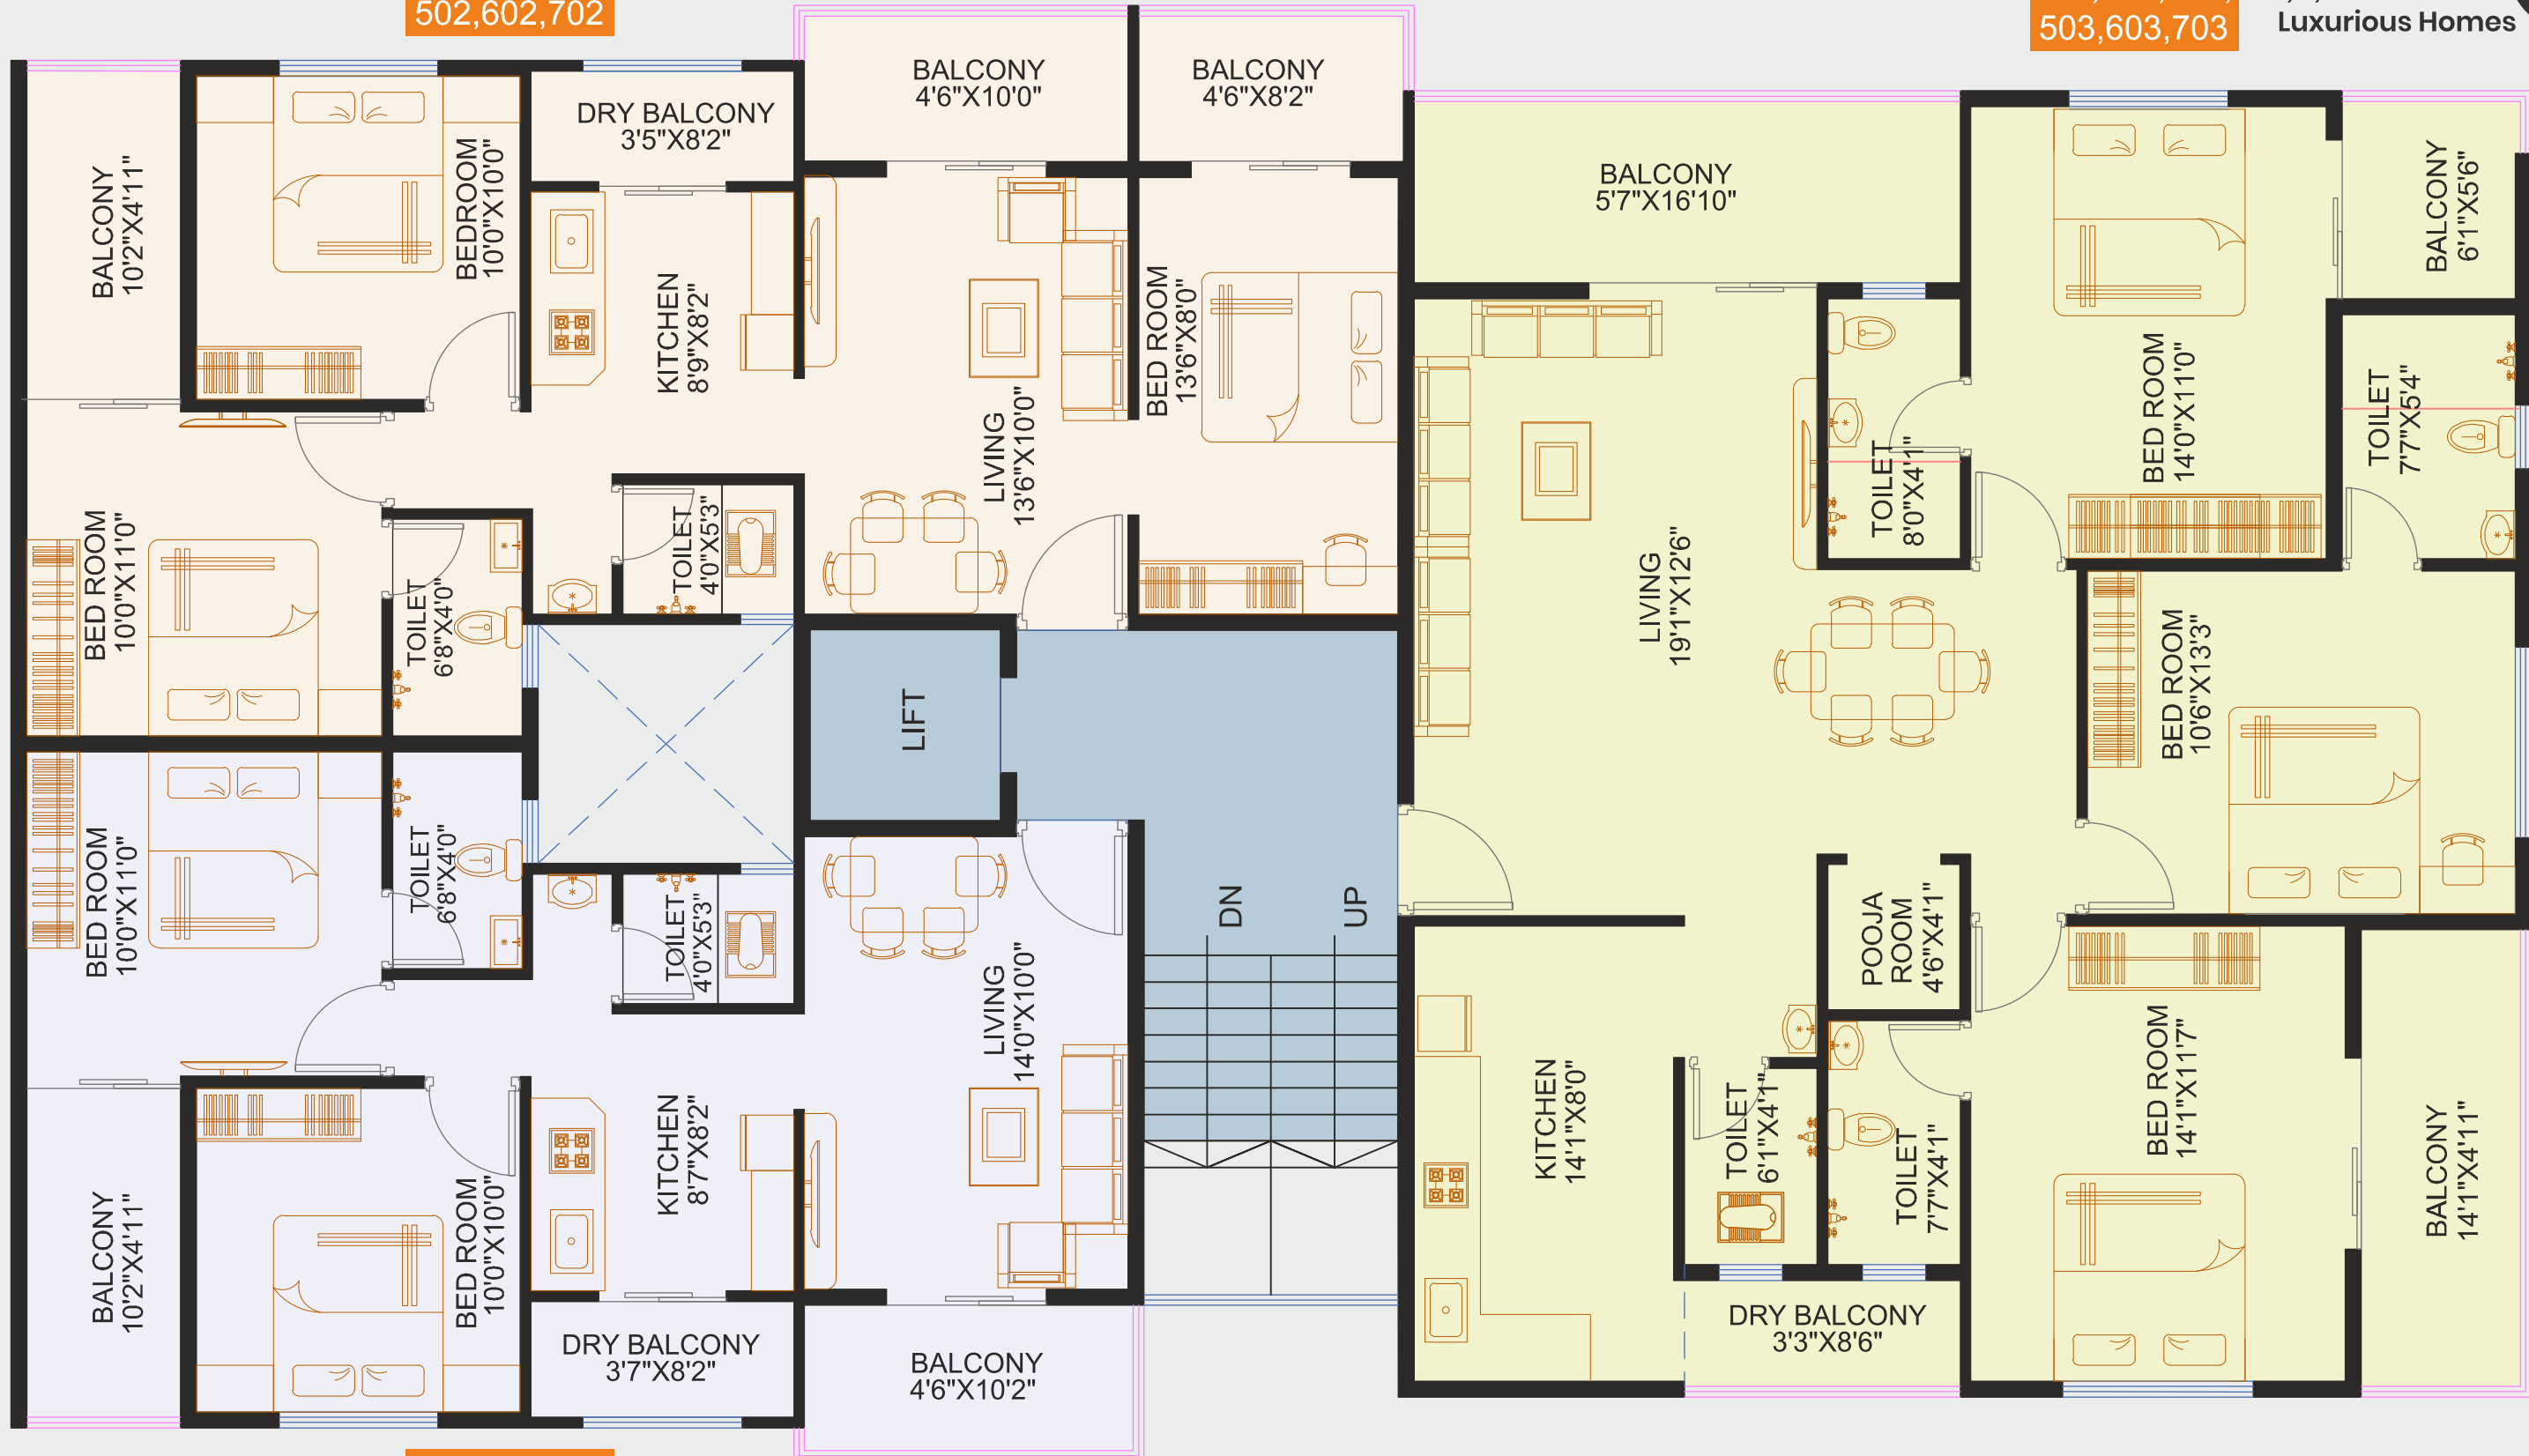 502,602,702
503,603,703
Luxurious Homes
BALCONY
10'2"X4'11"
BEDROOM
10'0"X10'0"
DRY BALCONY
3'5"X8'2"
KITCHEN
8'9"X8'2"
BALCONY
4'6"X10'0"
BALCONY
4'6"X8'2"
LIVING
13'6"X10'0"
BED ROOM
13'6"X8'0"
BED ROOM
10'0"X11'0"
TOILET
6'8"X4'0"
TOILET
4'0"X5'3"
LIFT
DN
UP
BED ROOM
10'0"X11'0"
TOILET
6'8"X4'0"
TOILET
4'0"X5'3"
LIVING
14'0"X10'0"
BALCONY
10'2"X4'11"
BED ROOM
10'0"X10'0"
KITCHEN
8'7"X8'2"
DRY BALCONY
3'7"X8'2"
BALCONY
4'6"X10'2"
BALCONY
5'7"X16'10"
BALCONY
6'1"X5'6"
BED ROOM
14'0"X11'0"
TOILET
7'7"X5'4"
TOILET
8'0"X4'1"
LIVING
19'1"X12'6"
BED ROOM
10'6"X13'3"
POOJA
ROOM
4'6"X4'1"
KITCHEN
14'1"X8'0"
TOILET
6'1"X4'1"
TOILET
7'7"X4'1"
BED ROOM
14'1"X11'7"
BALCONY
14'1"X4'11"
DRY BALCONY
3'3"X8'6"